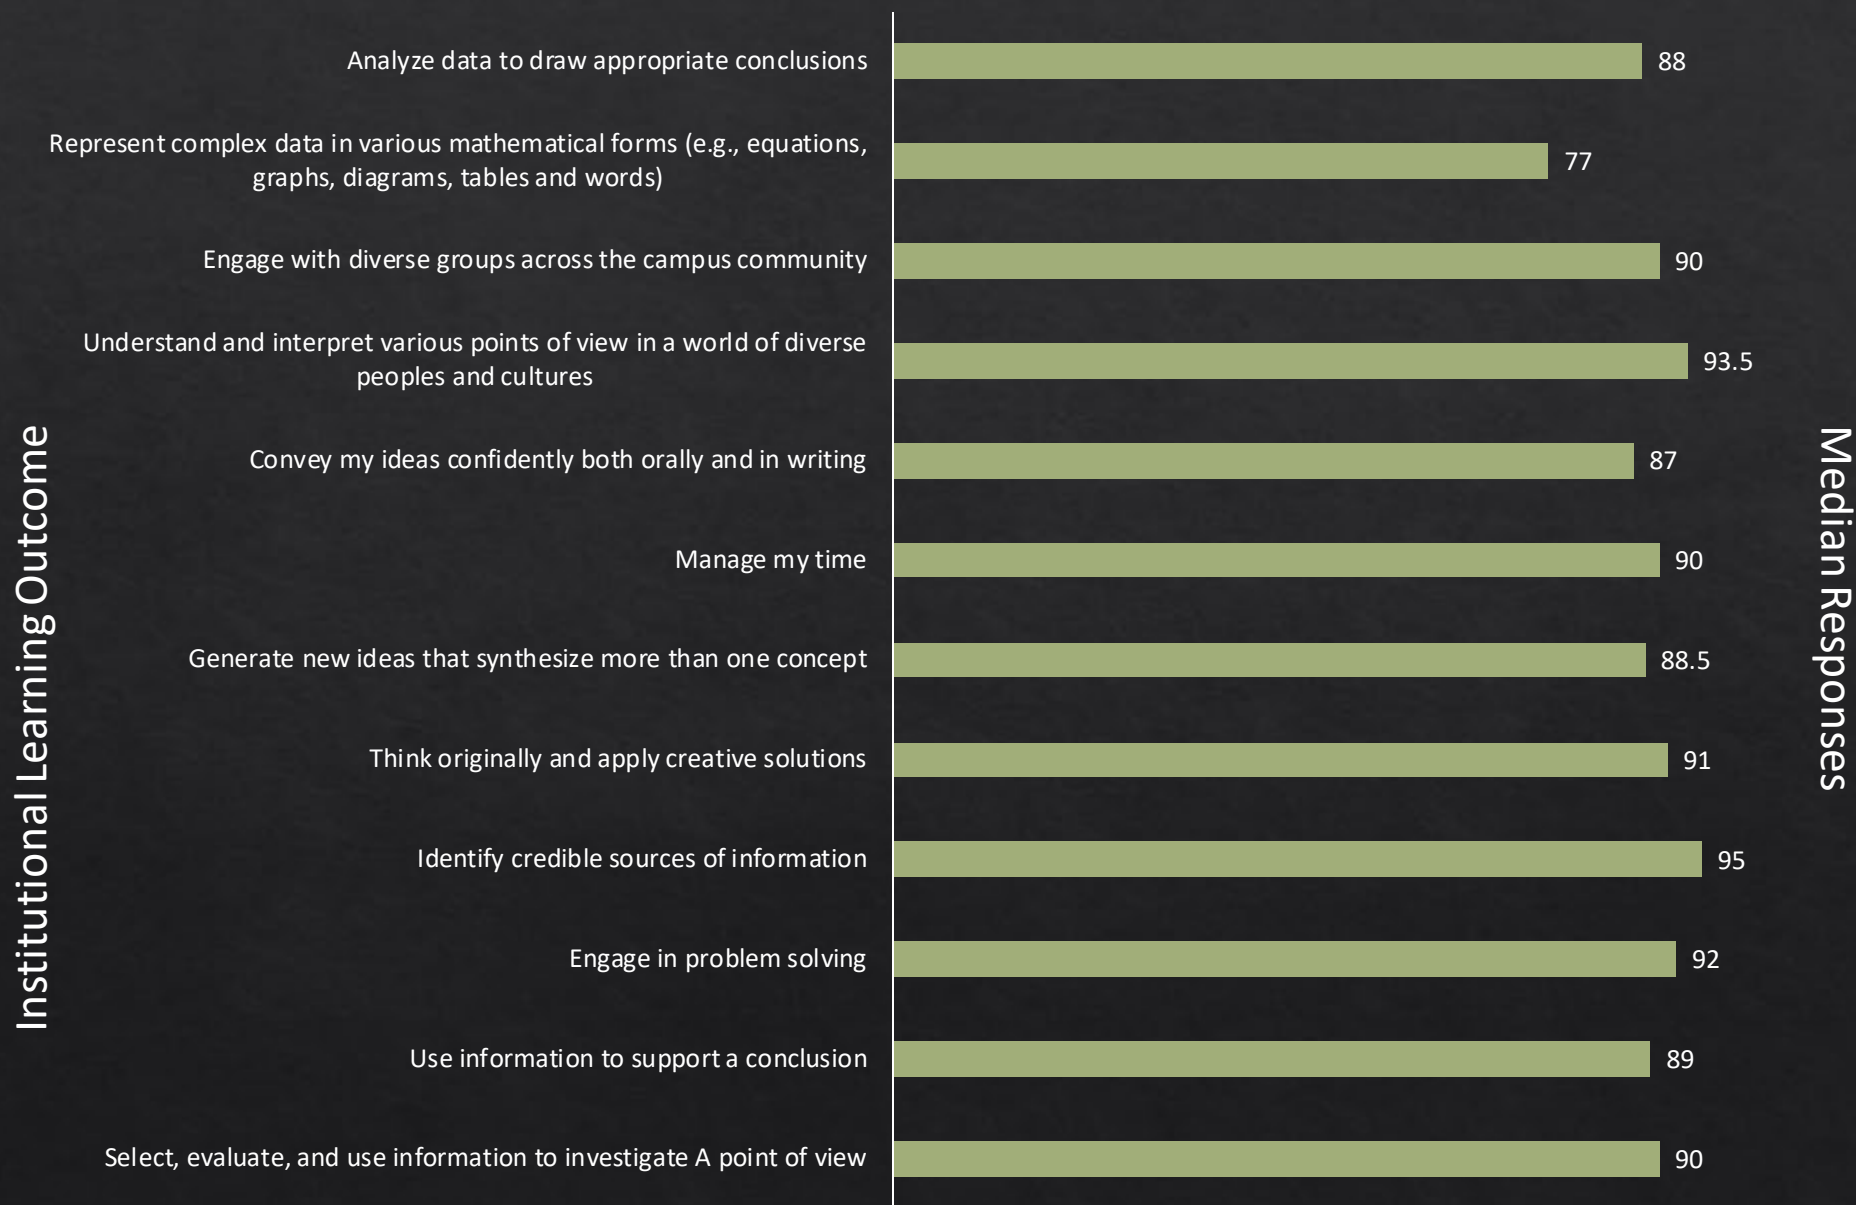 Analyze data to draw appropriate conclusions
88
Represent complex data in various mathematical forms (e.g., equations,
graphs, diagrams, tables and words)
77
Engage with diverse groups across the campus community
90
Understand and interpret various points of view in a world of diverse
peoples and cultures
93.5
Convey my ideas confidently both orally and in writing
87
Manage my time
90
Generate new ideas that synthesize more than one concept
88.5
Think originally and apply creative solutions
91
Identify credible sources of information
95
Engage in problem solving
92
Use information to support a conclusion
89
Select, evaluate, and use information to investigate A point of view
90
Institutional Learning Outcome
Median Responses